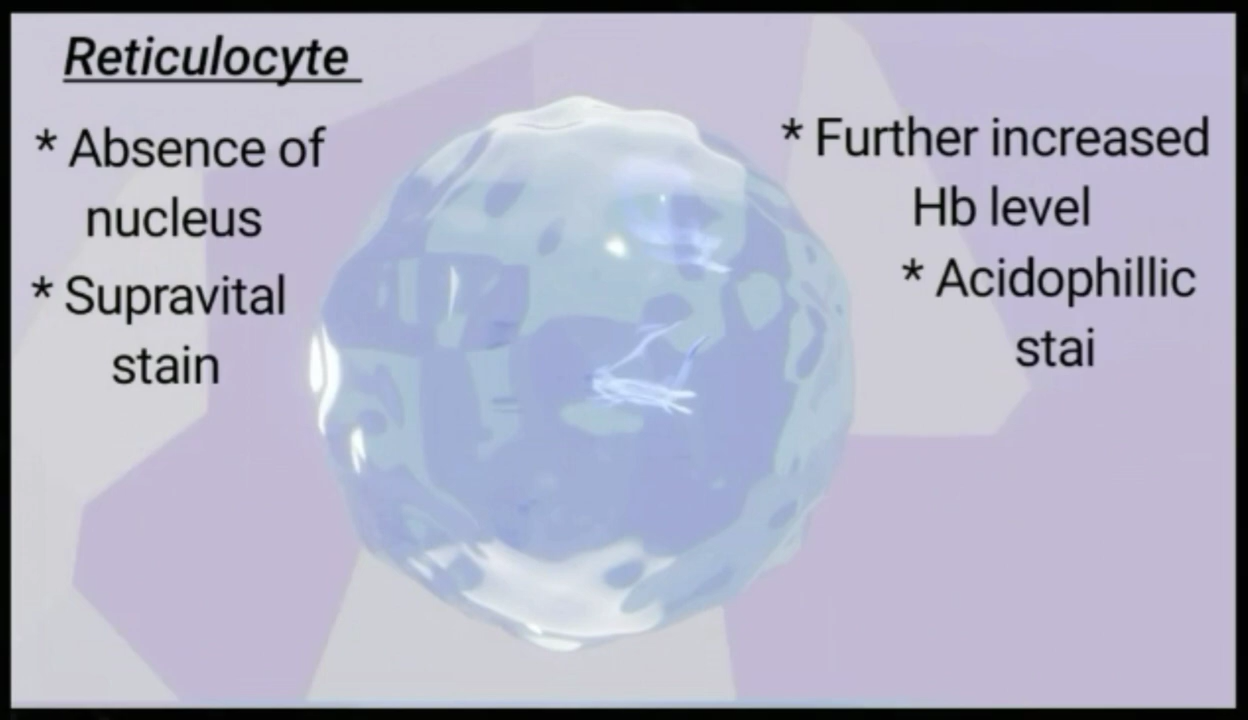 Reticulocyte
* Absence of
nucleus
* Supravital
stain
* Further increased
Hb level
* Acidophillic
stai